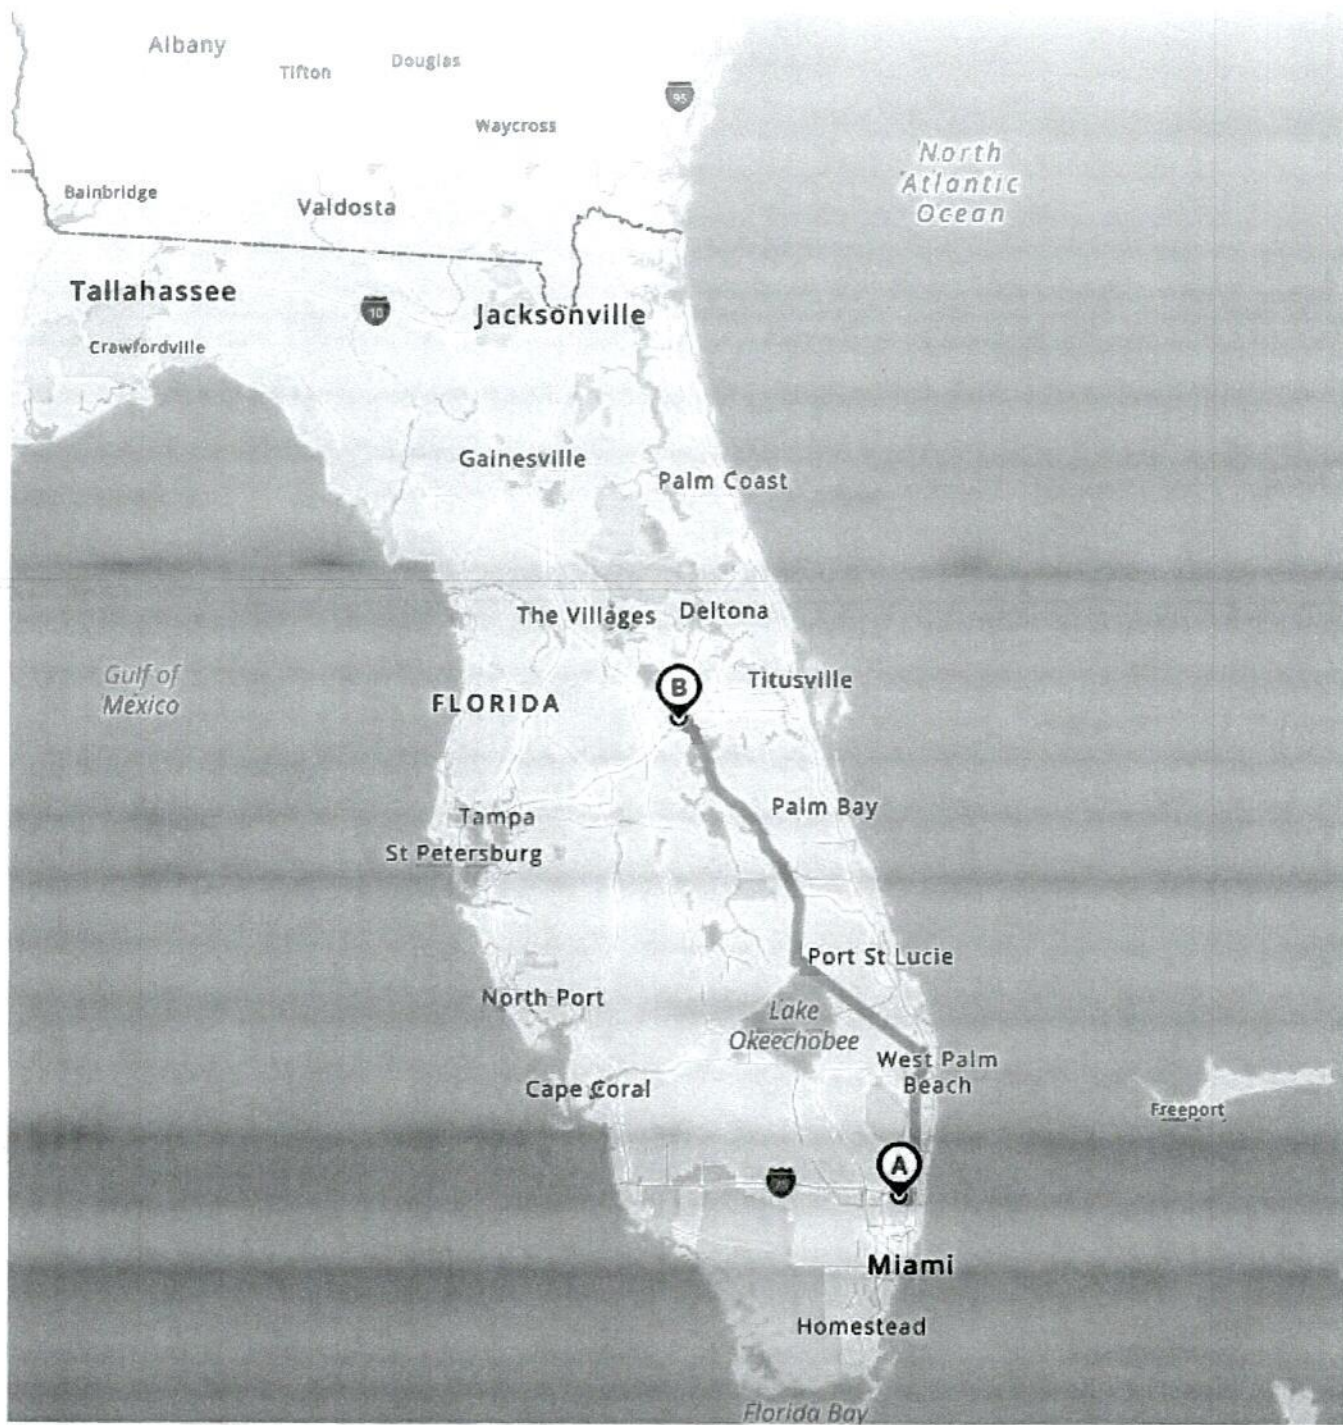 Albany
Tifton
Douglas
95
Waycross
North
Atlantic
Ocean
Bainbridge
Valdosta
Tallahassee
10
Jacksonville
Crawfordville
Gainesville
Palm Coast
The Villages
Deltona
Gulf of
Mexico
B
Titusville
FLORIDA
Palm Bay
Tampa
St Petersburg
Port St Lucie
North Port
Lake
Okeechobee
West Palm
Beach
Cape Coral
Freeport
A
Miami
Homestead
Florida Bay